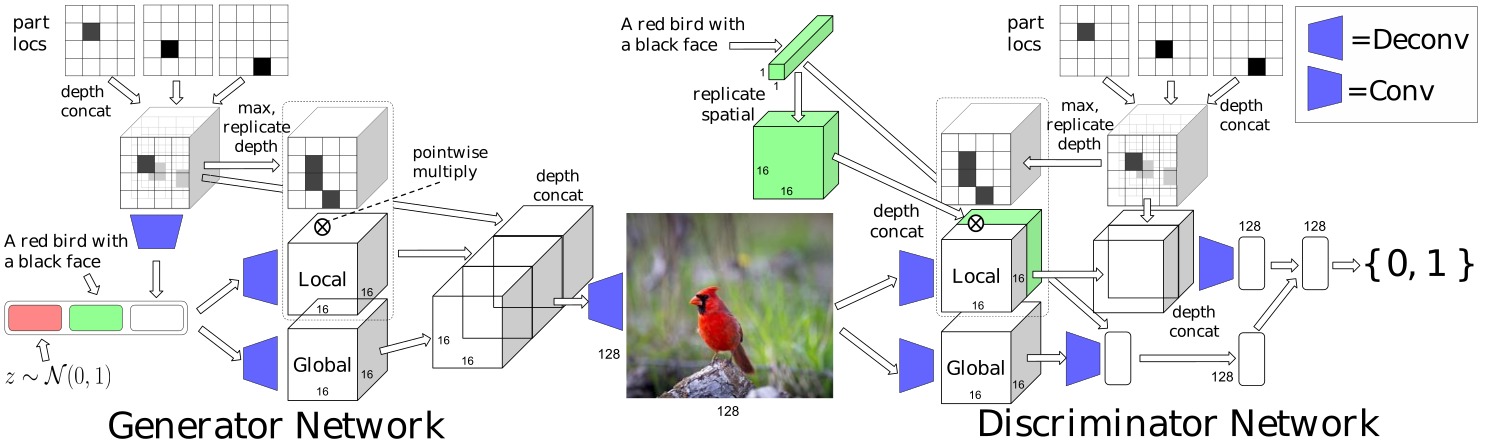 part
locs
depth
concat
max,
replicate
depth
pointwise
multiply
depth
concat
A red bird with
a black face
Local
16
16
Global
16
16
16
16
z ∼ N(0, 1)
128
128
Generator Network
A red bird with
a black face
1
1
replicate
spatial
16
16
part
locs
max,
replicate
depth
depth
concat
depth
concat
Local
16
16
Global
16
16
128
128
{0, 1}
depth
concat
128
Discriminator Network
=Deconv
=Conv